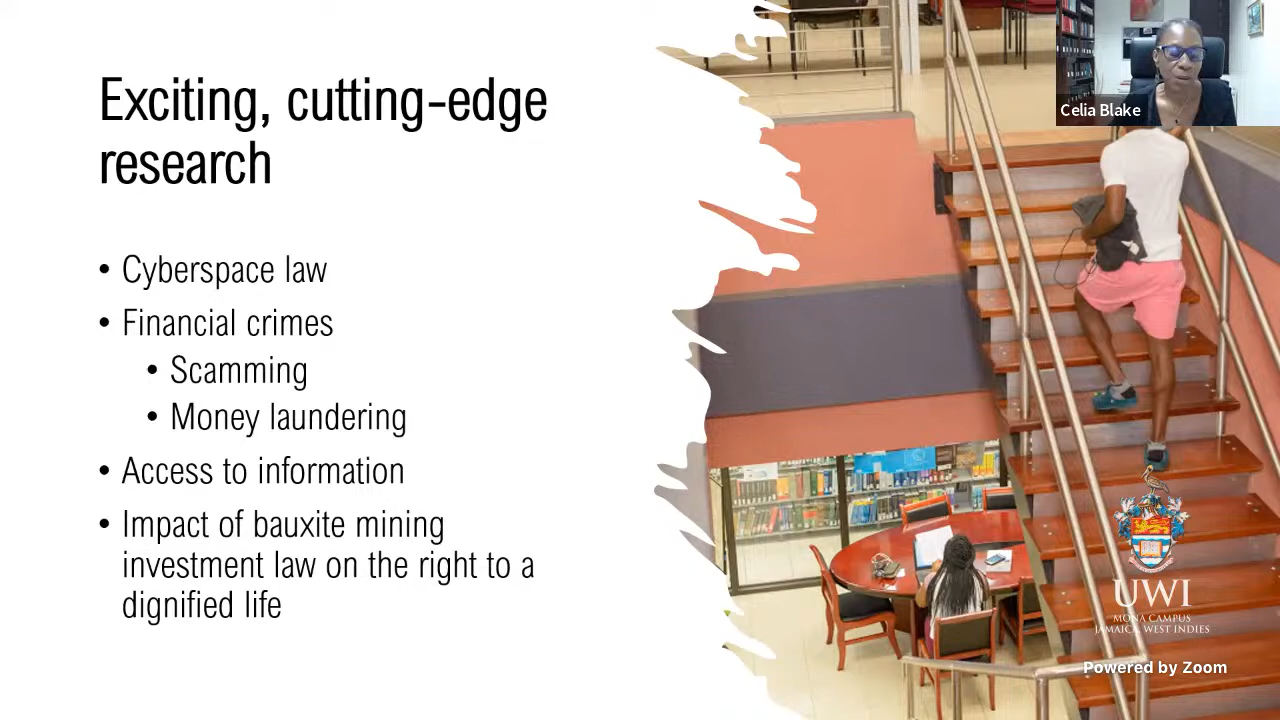 Exciting, cutting-edge
research
• Cyberspace law
• Financial crimes
• Scamming
• Money laundering
• Access to information
• Impact of bauxite mining
investment law on the right to a
dignified life
Celia Blake
UWI
MONA CAMPUS
JAMAICA, WEST INDIES
Powered by Zoom